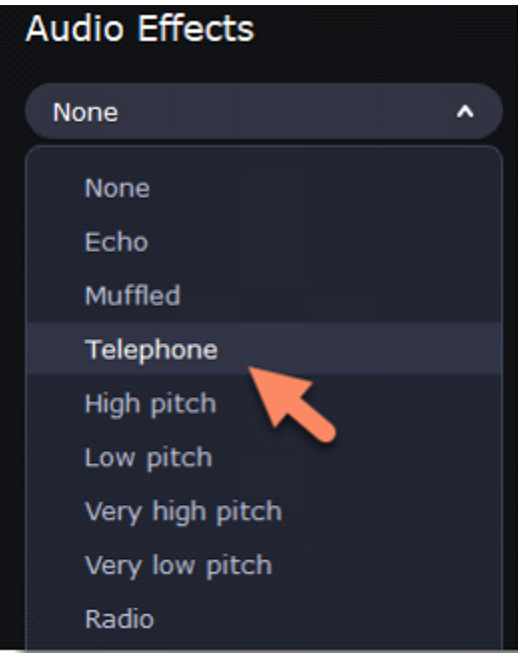 Audio Effects
None
None
Echo
Muffled
Telephone
High pitch
Low pitch
Very high pitch
Very low pitch
Radio